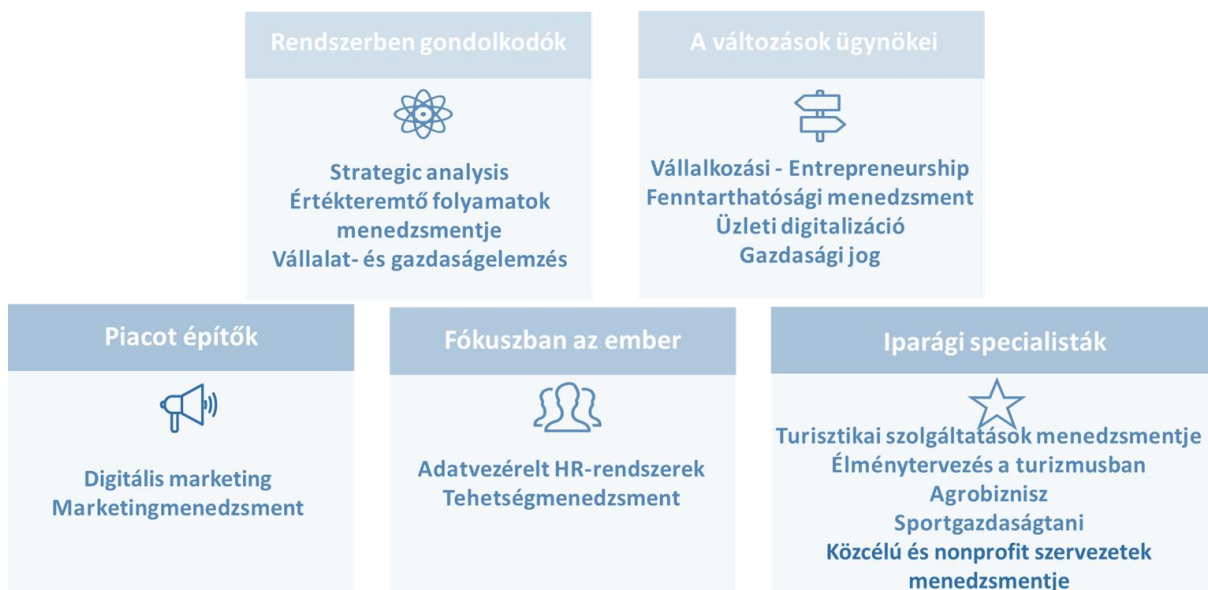 Rendszerben gondolkodók
Strategic analysis
Értékteremtő folyamatok
menedzsmentje
Vállalat- és gazdaságelemzés
A változások ügynökei
Vállalkozási - Entrepreneurship
Fenntarthatósági menedzsment
Üzleti digitalizáció
Gazdasági jog
Piacot építők
Digitális marketing
Marketingmenedzsment
Fókuszban az ember
Adatvezérelt HR-rendszerek
Tehetségmenedzsment
Iparági specialisták
Turisztikai szolgáltatások menedzsmentje
Élménytervezés a turizmusban
Agrobiznisz
Sportgazdaságtani
Közcélú és nonprofit szervezetek
menedzsmentje